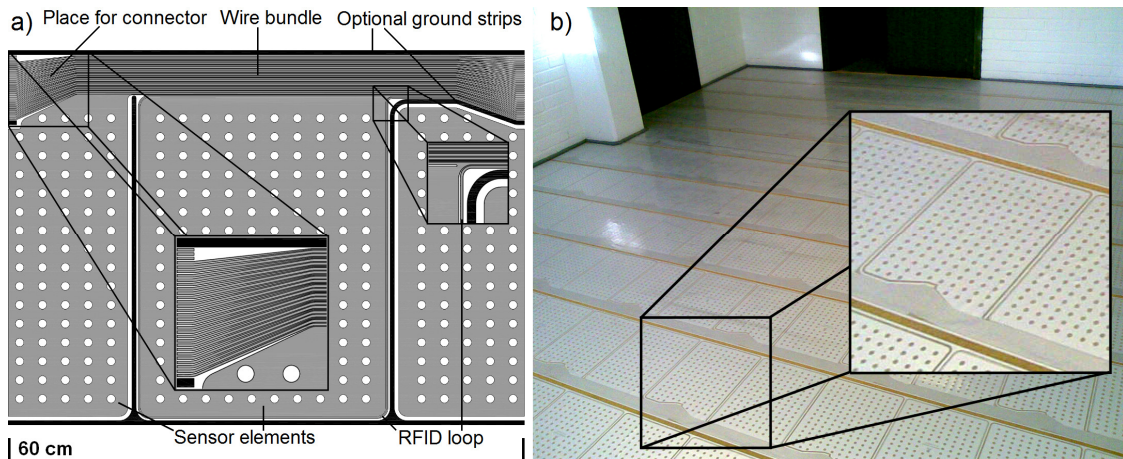 a) Place for connector Wire bundle Optional ground strips b)
Sensor elements RFID loop
60 cm